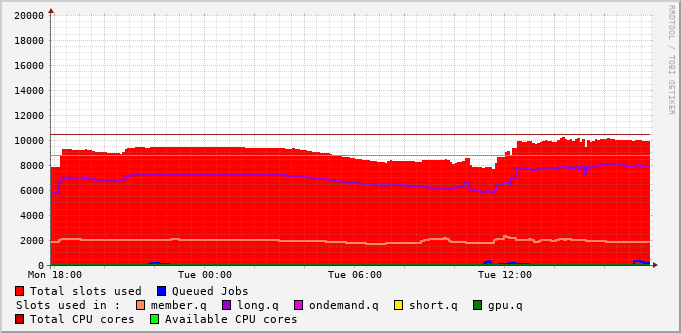 20000
18000
16000
14000
12000
10000
8000
6000
4000
2000
0
Mon 18:00 Tue 00:00 Tue 06:00 Tue 12:00
RRDTOOL / TOBI OETIKER
Total slots used Queued Jobs
Slots used in : member.q long.q ondemand.q short.q gpu.q
Total CPU cores Available CPU cores